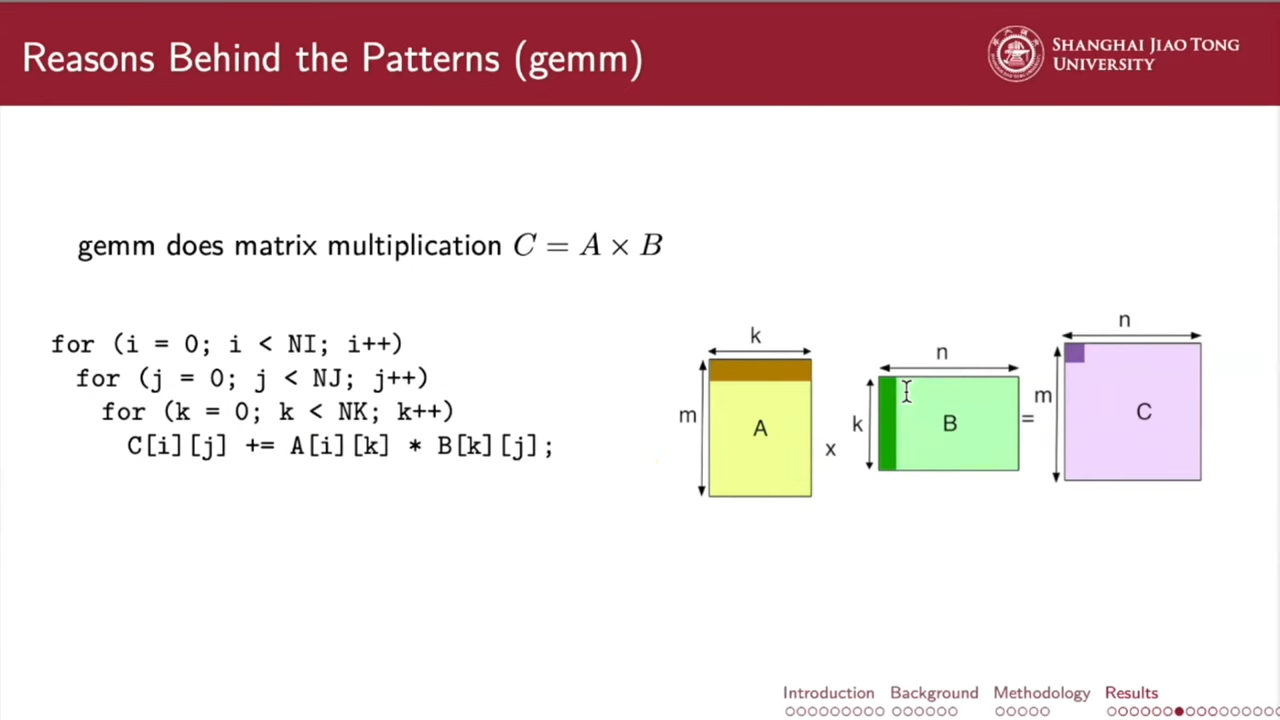 Reasons Behind the Patterns (gemm)
SHANGHAI JIAO TONG
UNIVERSITY
gemm does matrix multiplication C = A × B
for (i = 0; i < NI; i++)
for (j = 0; j < NJ; j++)
for (k = 0; k < NK; k++)
C[i][j] += A[i][k] * B[k][j];
k
m
A
x
n
k
B
=
n
m
C
Introduction Background Methodology Results